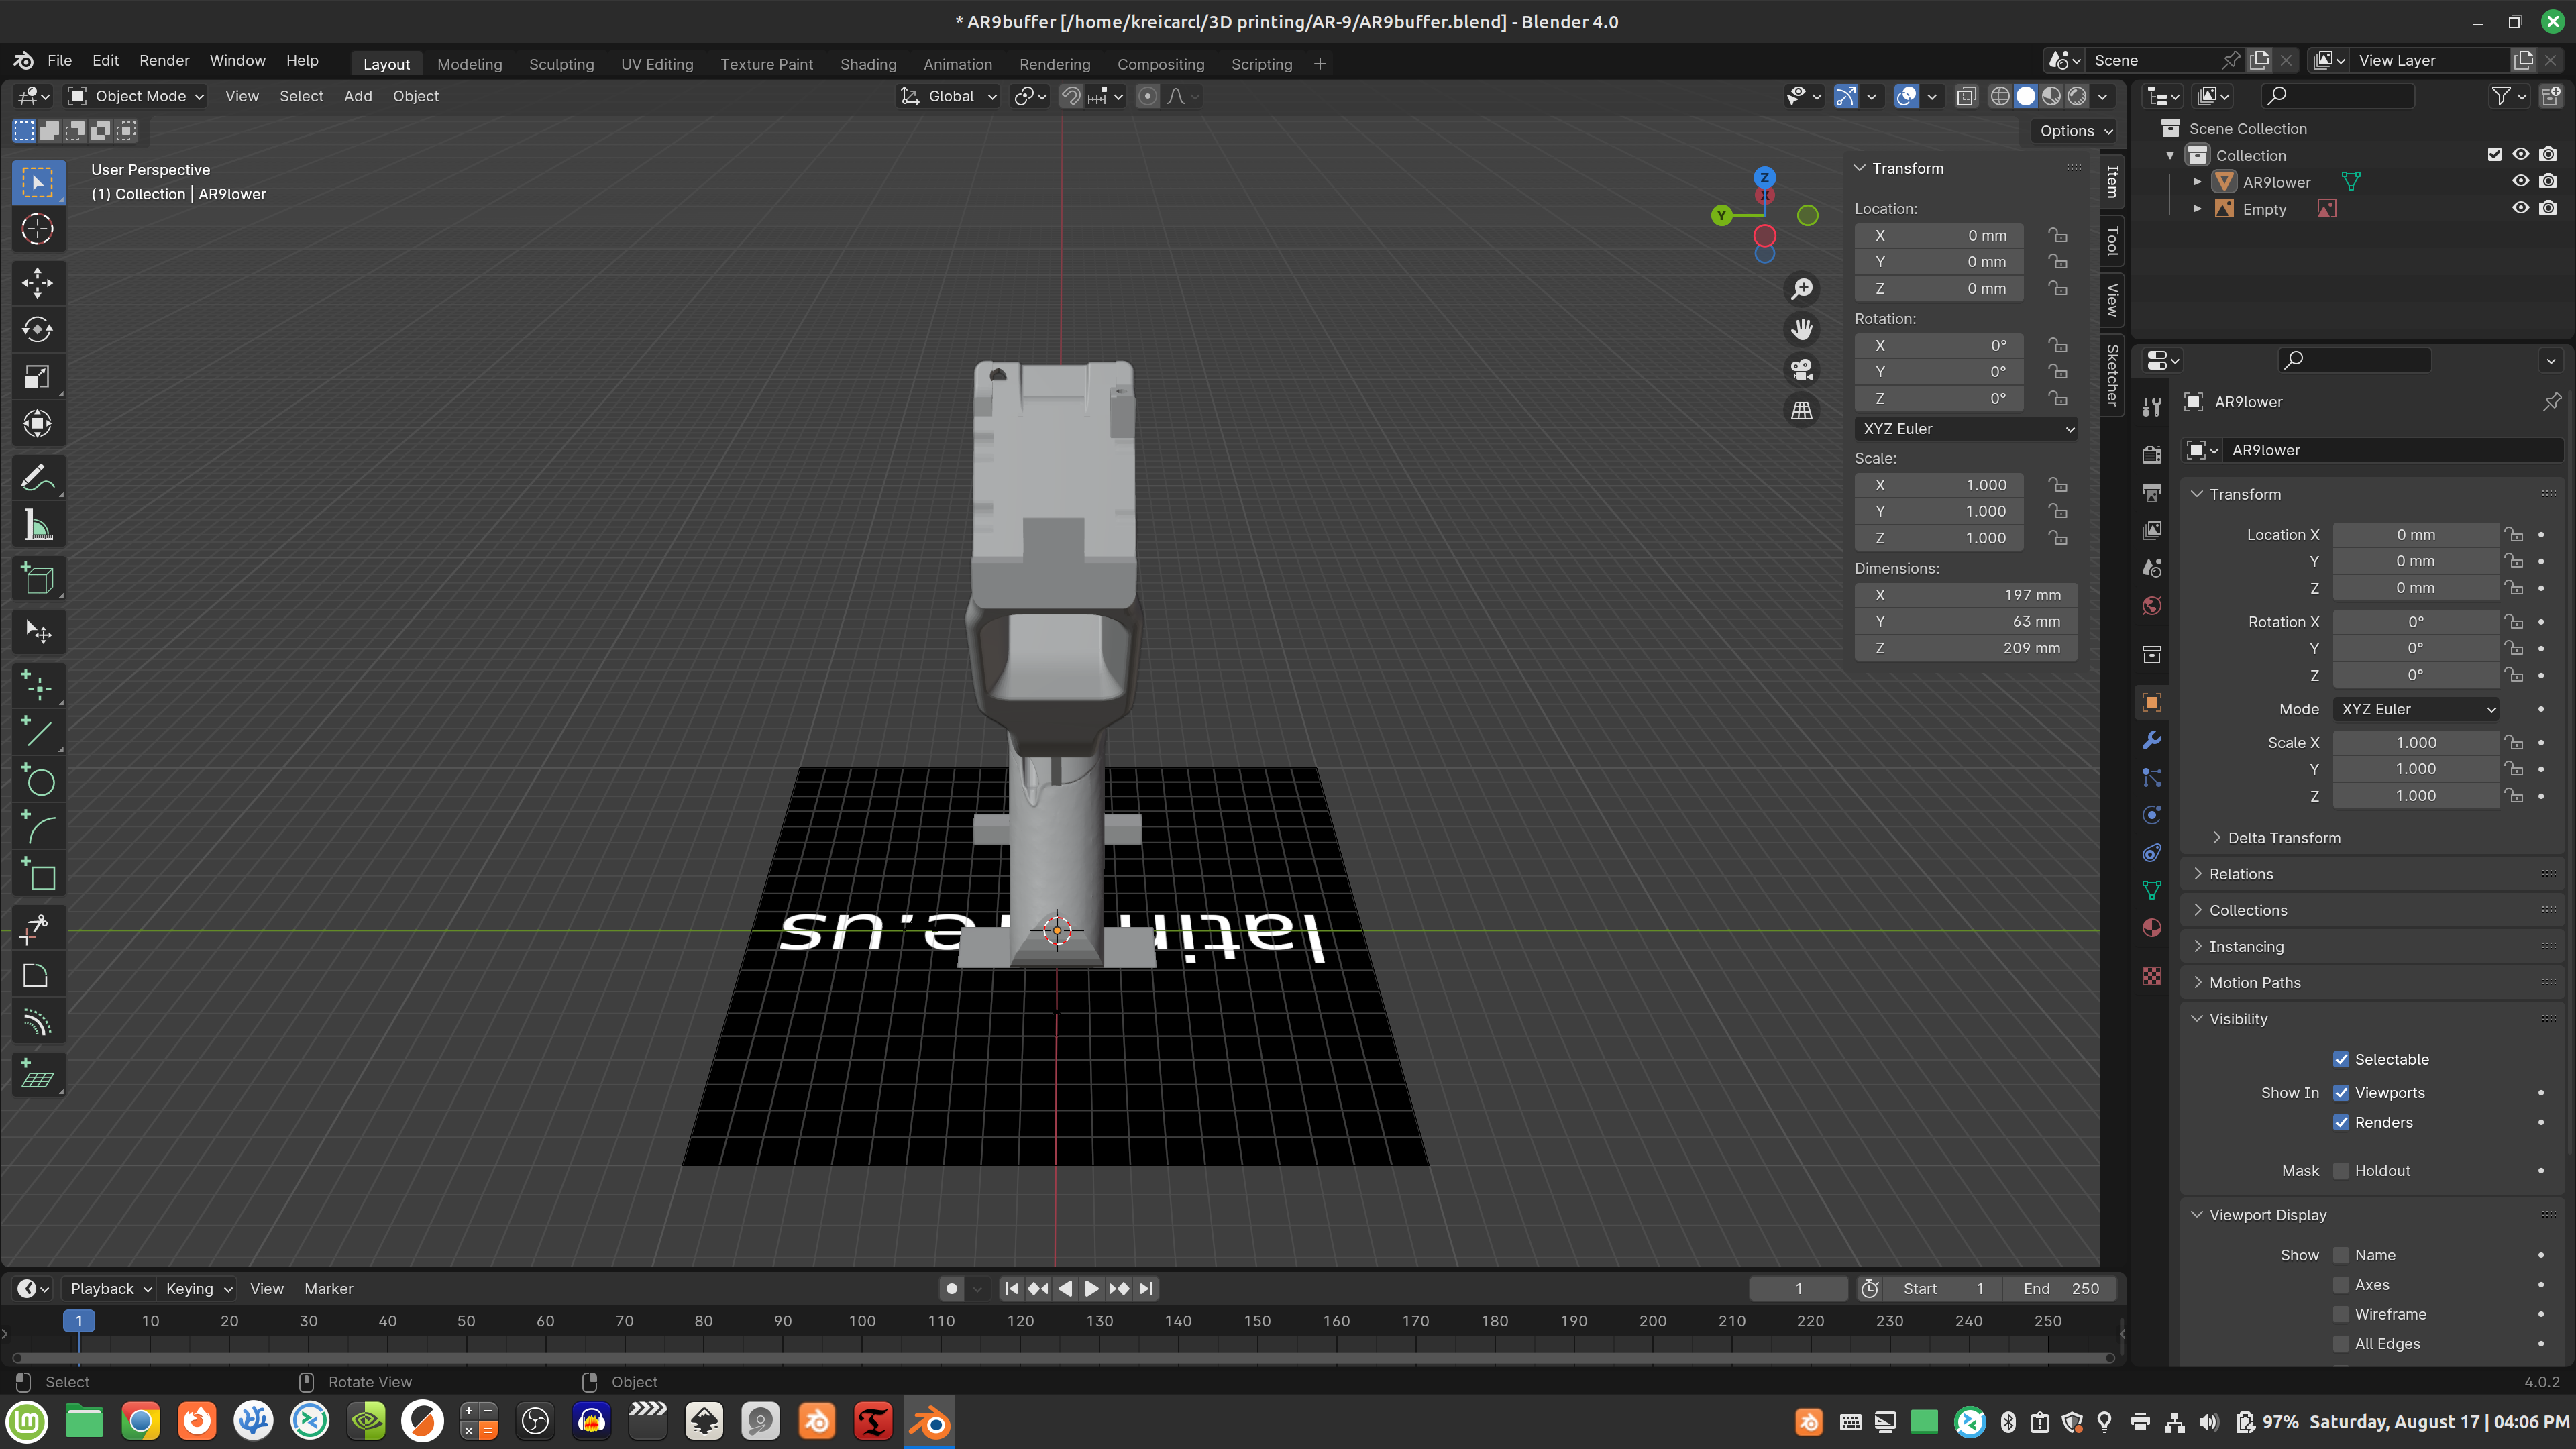 * AR9buffer [/home/kreicarcl/3D printing/AR-9/AR9buffer.blend] - Blender 4.0
File Edit Render Window Help Layout Modeling Sculpting UV Editing Texture Paint Shading Animation Rendering Compositing Scripting Scene View Layer
Object Mode View Select Add Object Global
Options
User Perspective
(1) Collection | AR9lower
Z
Y
X
Transform
Location:
X 0 mm
Y 0 mm
Z 0 mm
Rotation:
X 0°
Y 0°
Z 0°
XYZ Euler
Scale:
X 1.000
Y 1.000
Z 1.000
Dimensions:
X 197 mm
Y 63 mm
Z 209 mm
Item
Tool
View
Sketcher
Scene Collection
Collection
AR9lower
Empty
AR9lower
AR9lower
Transform
Location X 0 mm
Y 0 mm
Z 0 mm
Rotation X 0°
Y 0°
Z 0°
Mode XYZ Euler
Scale X 1.000
Y 1.000
Z 1.000
Delta Transform
Relations
Collections
Instancing
Motion Paths
Visibility
Selectable
Show In Viewports
Renders
Mask Holdout
Viewport Display
Show Name
Axes
Wireframe
All Edges
Playback Keying View Marker 1 Start 1 End 250
1 10 20 30 40 50 60 70 80 90 100 110 120 130 140 150 160 170 180 190 200 210 220 230 240 250
Select Rotate View Object 4.0.2
97% Saturday, August 17 | 04:06 PM